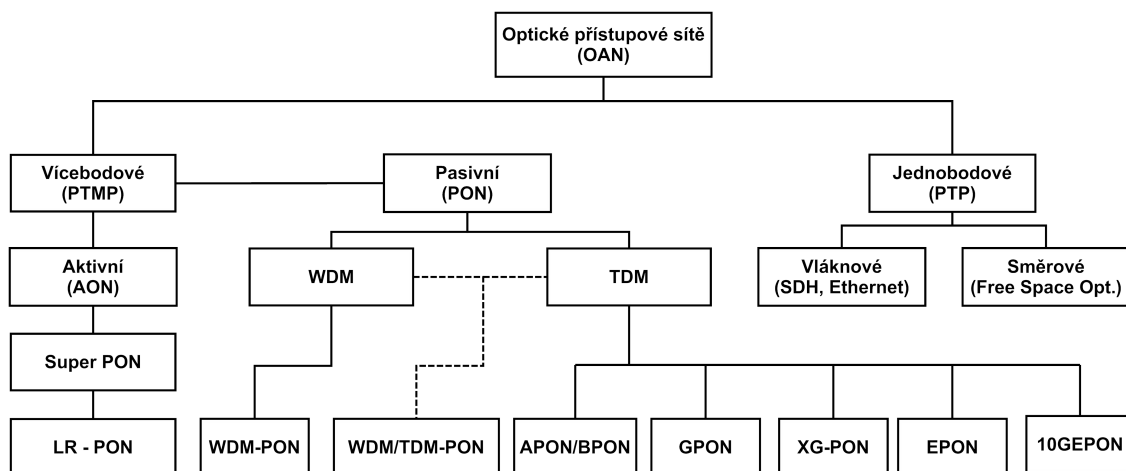 Optické přístupové sítě
(OAN)
Vícebodové
(PTMP)
Pasivní
(PON)
Jednobodové
(PTP)
Aktivní
(AON)
WDM
TDM
Vláknové
(SDH, Ethernet)
Směrové
(Free Space Opt.)
Super PON
LR - PON
WDM-PON
WDM/TDM-PON
APON/BPON
GPON
XG-PON
EPON
10GEPON